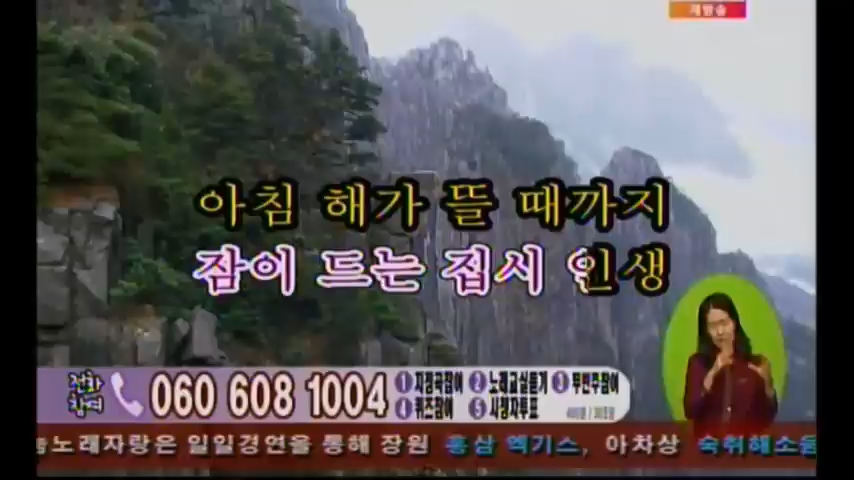 재방송
아침 해가 뜰 때까지
잠이 드는 집시 인생
전화
참여
060 608 1004
1 지정곡참여 2 노래교실듣기 3 무반주참여
4 퀴즈참여 5 시청자투표
노래자랑은 일일경연을 통해 장원 홍삼 엑기스, 아차상 숙취해소음